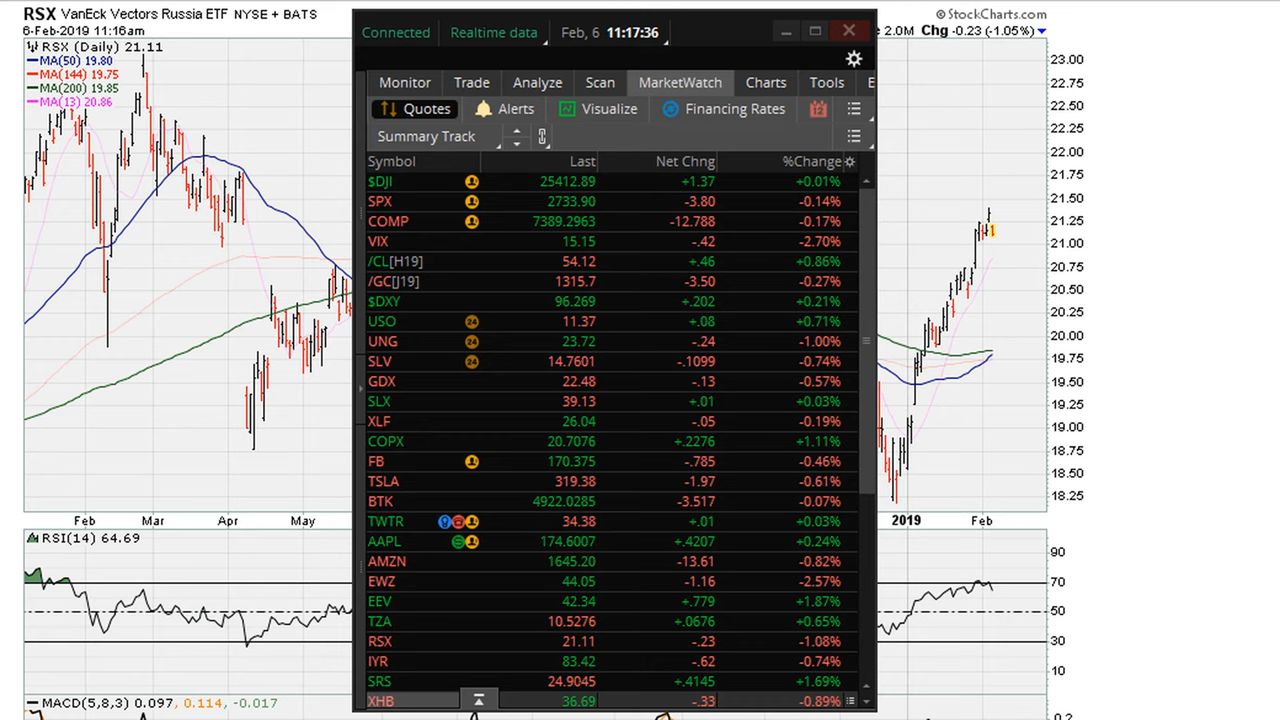 RSX VanEck Vectors Russia ETF NYSE + BATS
© StockCharts.com
6-Feb-2019 11:16am
2.0M Chg -0.23 (-1.05%)
RSX (Daily) 21.11
MA(50) 19.80
MA(144) 19.75
MA(200) 19.85
MA(13) 20.86
Connected Realtime data Feb, 6 11:17:36
Monitor Trade Analyze Scan MarketWatch Charts Tools E
Quotes Alerts Visualize Financing Rates 12
Summary Track
Symbol Last Net Chng %Change
$DJI 25412.89 +1.37 +0.01%
SPX 2733.90 -3.80 -0.14%
COMP 7389.2963 -12.788 -0.17%
VIX 15.15 -.42 -2.70%
/CL[H19] 54.12 +.46 +0.86%
/GC[J19] 1315.7 -3.50 -0.27%
$DXY 96.269 +.202 +0.21%
USO 24 11.37 +.08 +0.71%
UNG 24 23.72 -.24 -1.00%
SLV 24 14.7601 -.1099 -0.74%
GDX 22.48 -.13 -0.57%
SLX 39.13 +.01 +0.03%
XLF 26.04 -.05 -0.19%
COPX 20.7076 +.2276 +1.11%
FB 170.375 -.785 -0.46%
TSLA 319.38 -1.97 -0.61%
BTK 4922.0285 -3.517 -0.07%
TWTR 34.38 +.01 +0.03%
AAPL 174.6007 +.4207 +0.24%
AMZN 1645.20 -13.61 -0.82%
EWZ 44.05 -1.16 -2.57%
EEV 42.34 +.779 +1.87%
TZA 10.5276 +.0676 +0.65%
RSX 21.11 -.23 -1.08%
IYR 83.42 -.62 -0.74%
SRS 24.9045 +.4145 +1.69%
XHB 36.69 -.33 -0.89%
23.00
22.75
22.50
22.25
22.00
21.75
21.50
21.25
21.00
20.75
20.50
20.25
20.00
19.75
19.50
19.25
19.00
18.75
18.50
18.25
Feb Mar Apr May 2019 Feb
RSI(14) 64.69
90
70
50
30
10
MACD(5,8,3) 0.097, 0.114, -0.017
0.2